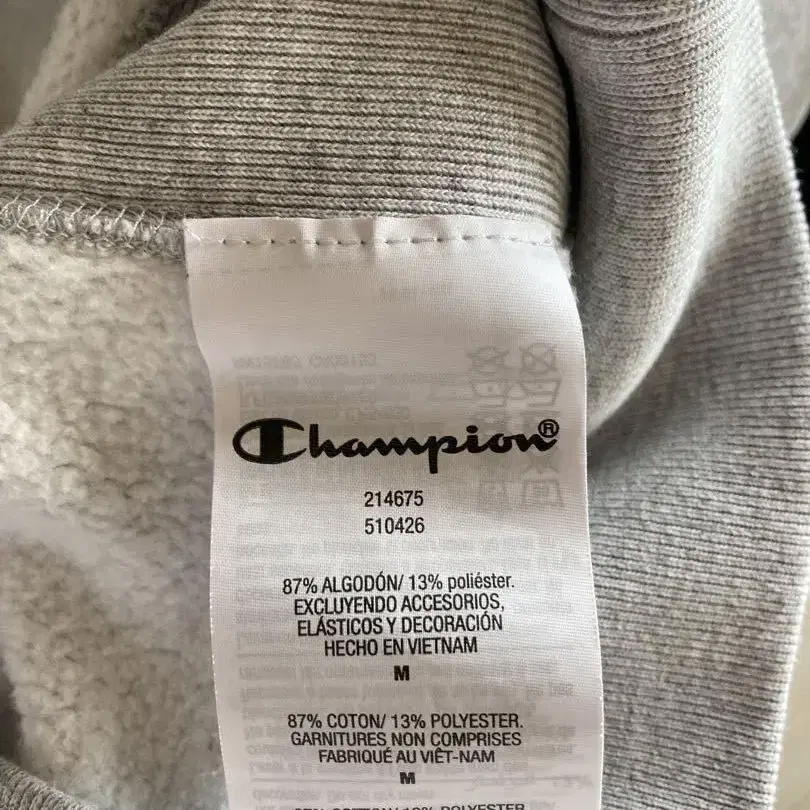 Champion®
214675
510426
87% ALGODÓN/ 13% poliéster.
EXCLUYENDO ACCESORIOS,
ELÁSTICOS Y DECORACIÓN
HECHO EN VIETNAM
M
87% COTON/ 13% POLYESTER.
GARNITURES NON COMPRISES
FABRIQUÉ AU VIÊT-NAM
M